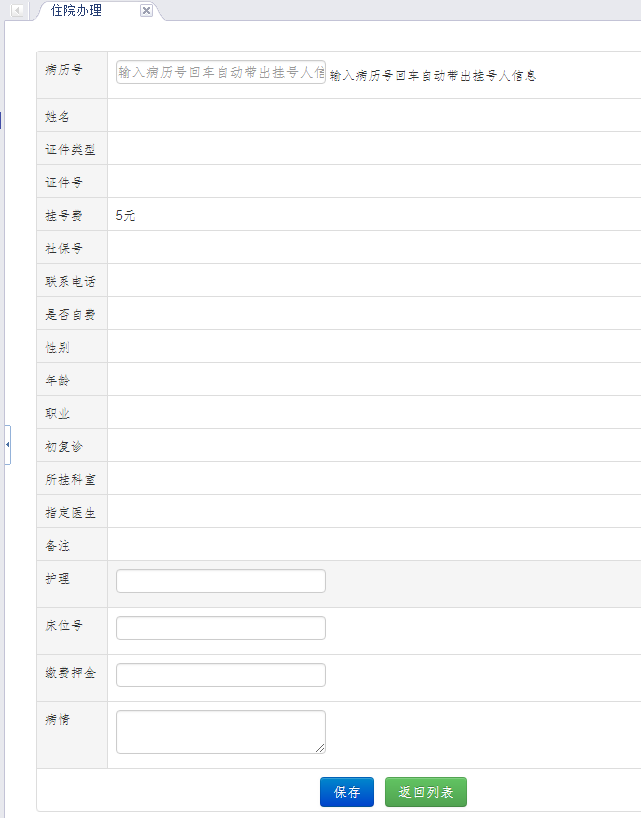 住院办理
病历号
输入病历号回车自动带出挂号人信
输入病历号回车自动带出挂号人信息
姓名
证件类型
证件号
挂号费 5元
社保号
联系电话
是否自费
性别
年龄
职业
初复诊
所挂科室
指定医生
备注
护理
床位号
缴费押金
病情
保存 返回列表